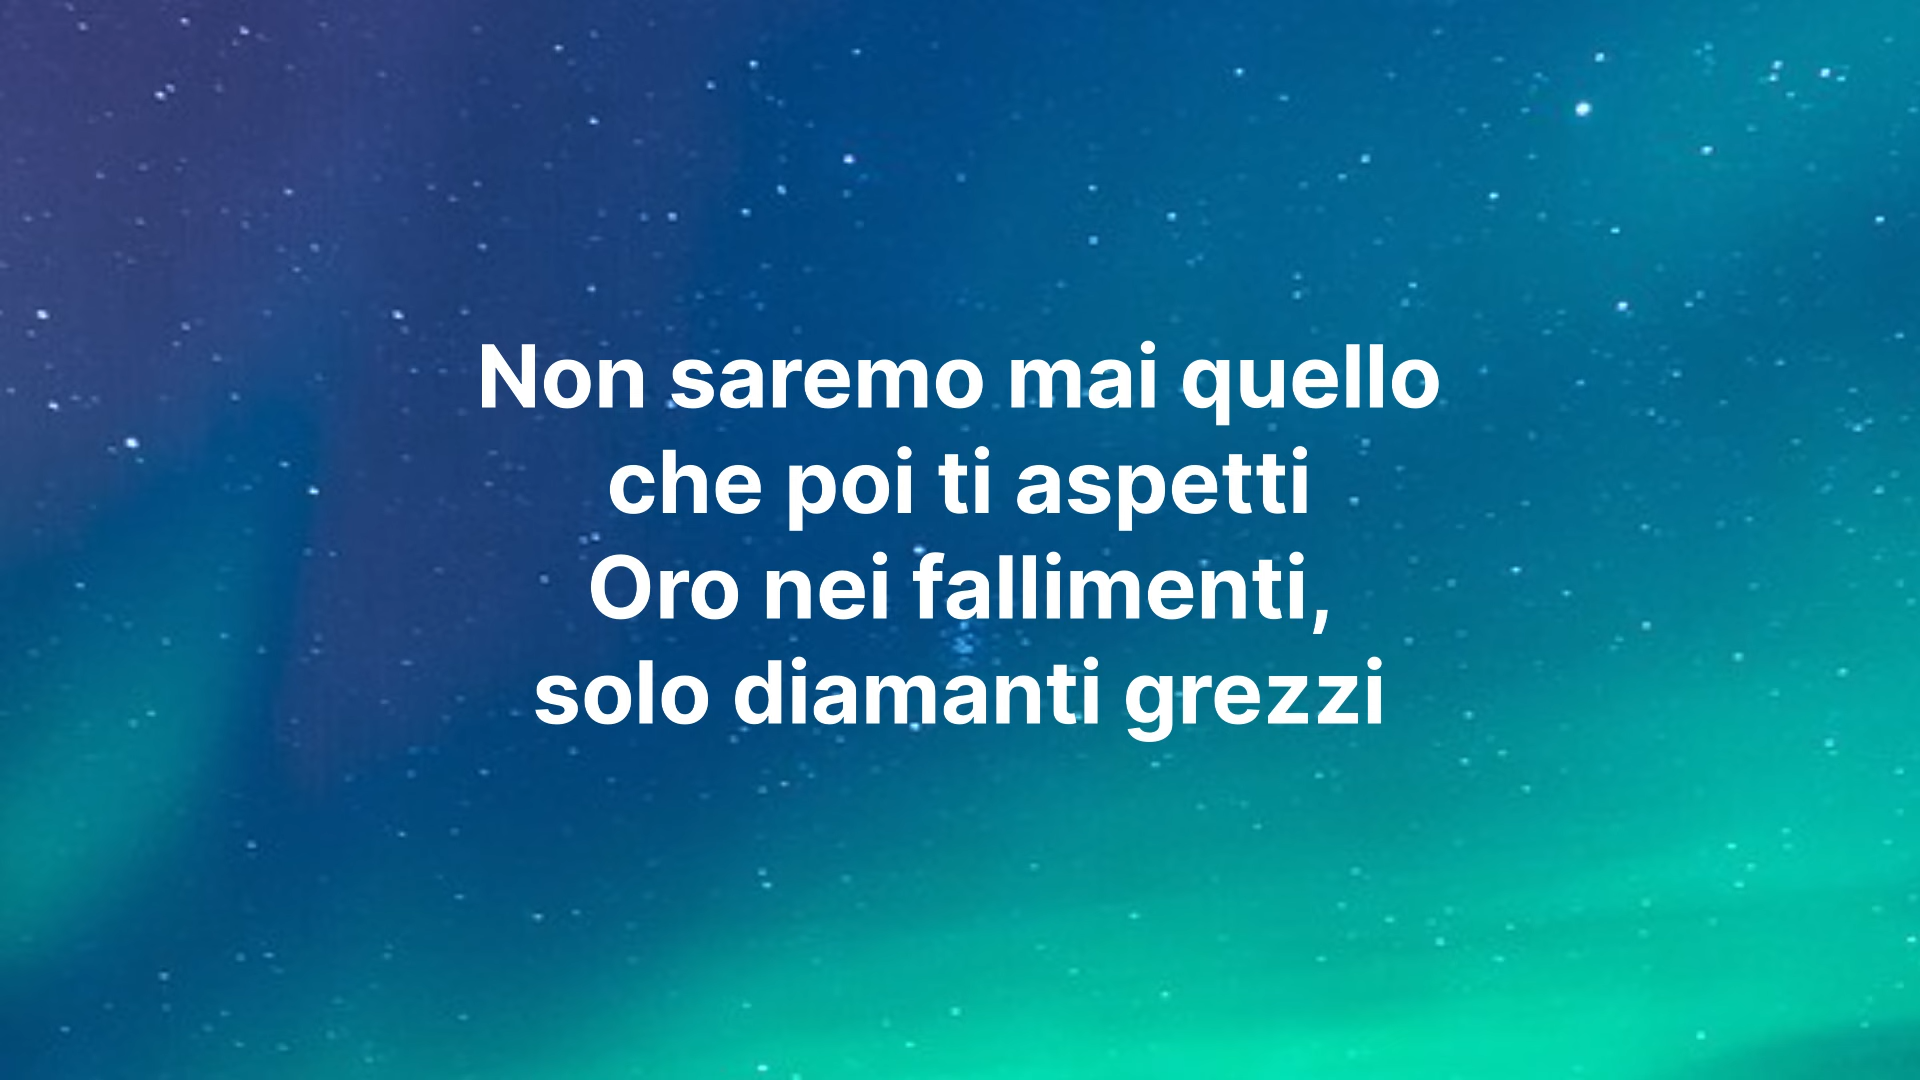 Non saremo mai quello
che poi ti aspetti
Oro nei fallimenti,
solo diamanti grezzi